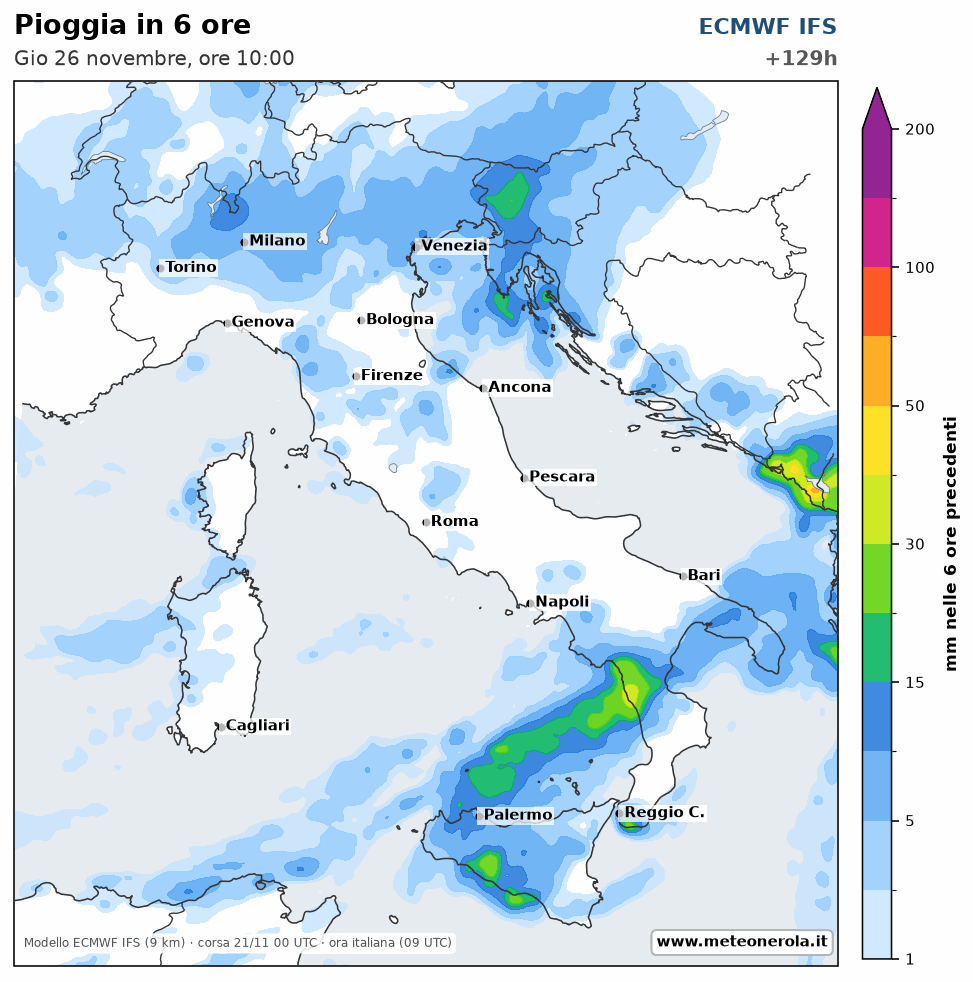 Pioggia in 6 ore
ECMWF IFS
Gio 26 novembre, ore 10:00
+129h
200
100
50
30
15
5
1
mm nelle 6 ore precedenti
Milano
Venezia
Torino
Genova
Bologna
Firenze
Ancona
Pescara
Roma
Bari
Napoli
Cagliari
Palermo
Reggio C.
Modello ECMWF IFS (9 km) · corsa 21/11 00 UTC · ora italiana (09 UTC)
www.meteonerola.it